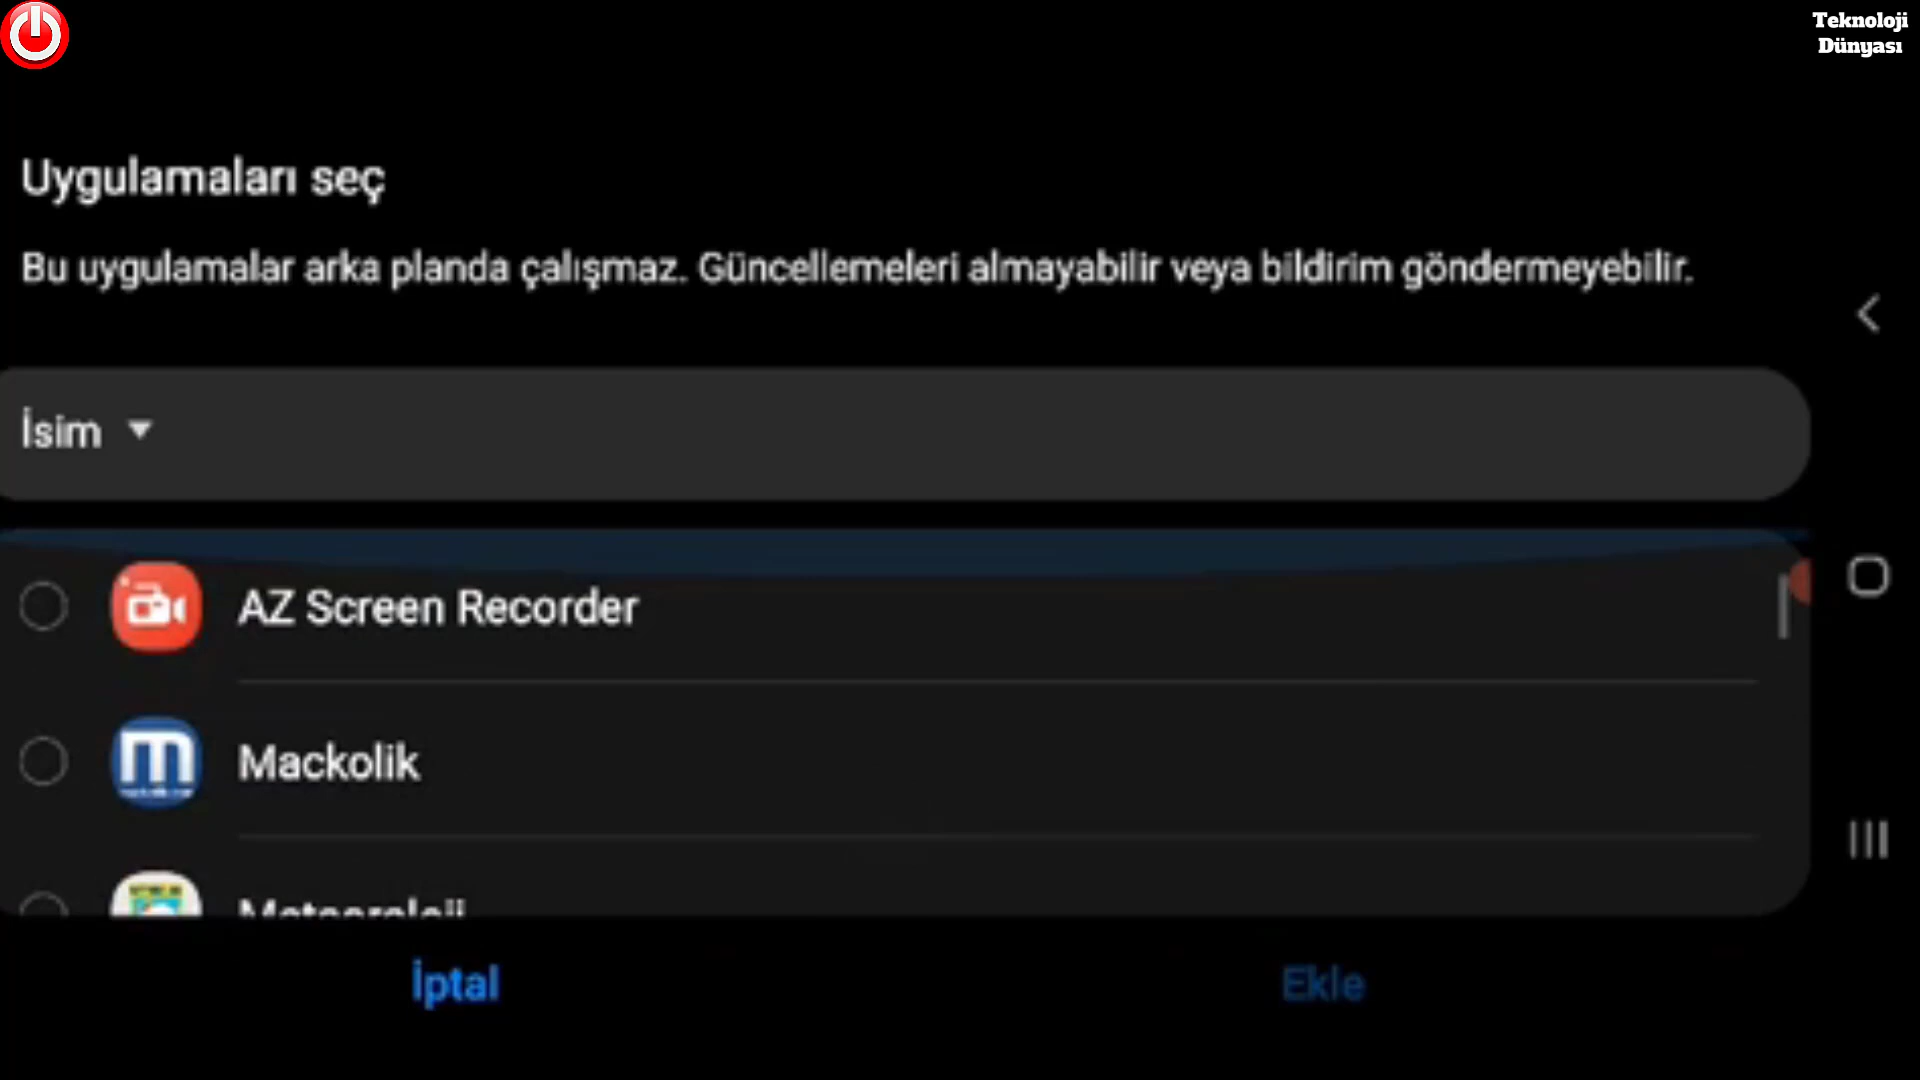 Teknoloji
Dünyası
Uygulamaları seç
Bu uygulamalar arka planda çalışmaz. Güncellemeleri almayabilir veya bildirim göndermeyebilir.
İsim
AZ Screen Recorder
Mackolik
Meteoroloji
İptal
Ekle